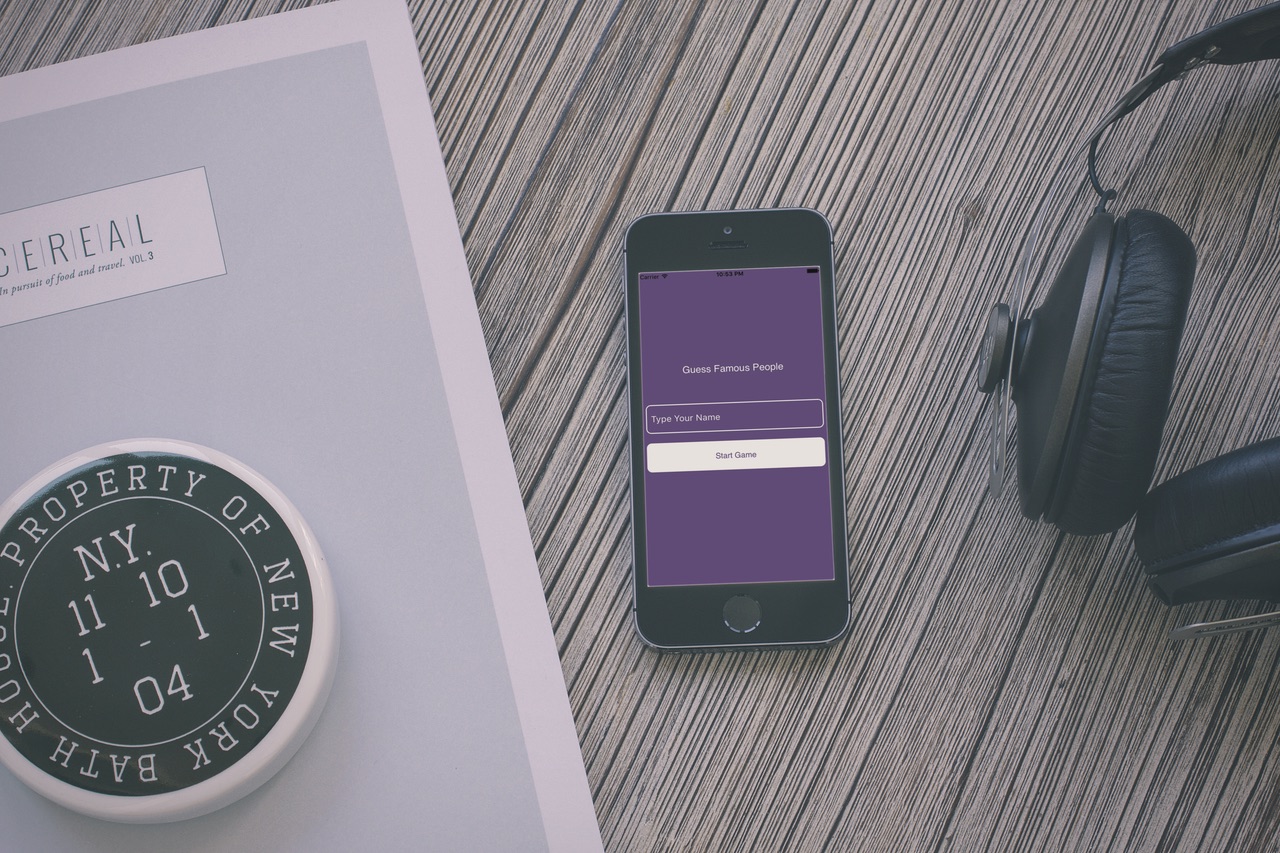 CEREAL
In pursuit of food and travel. VOL.3
PROPERTY OF NEW YORK BATH HOUSE.
N.Y.
11 10
1 - 1
04
Carrier 10:53 PM
Guess Famous People
Type Your Name
Start Game